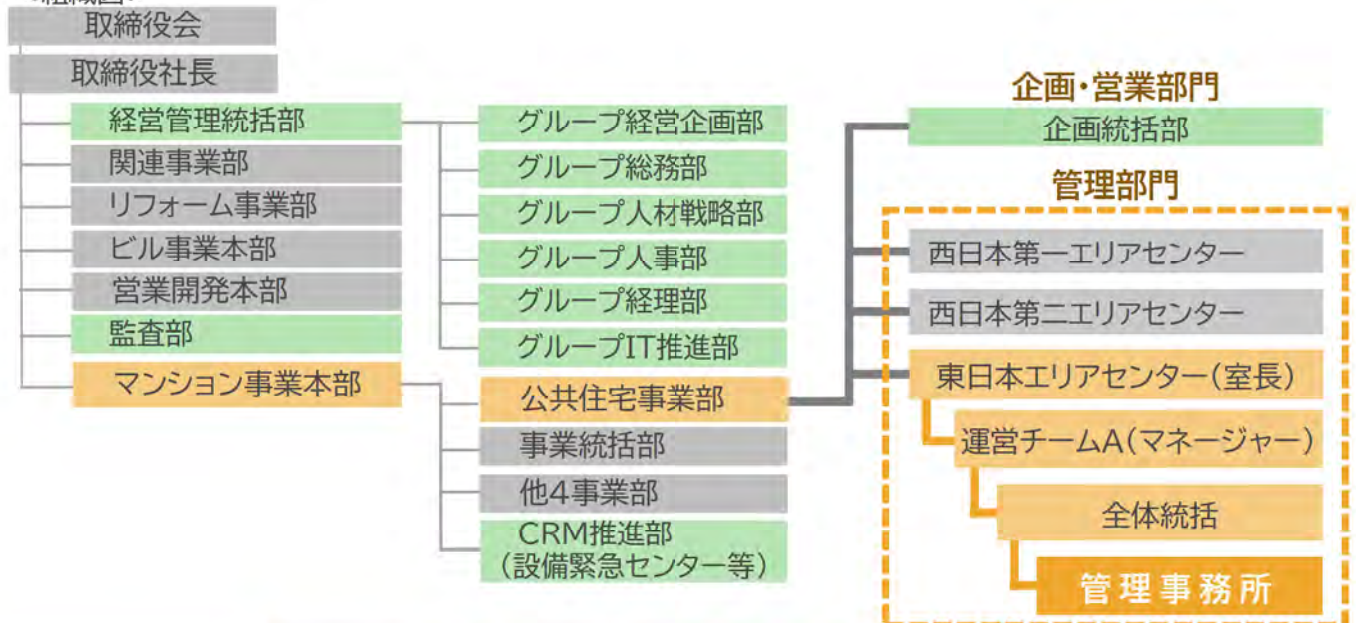 取締役会
取締役社長
経営管理統括部
関連事業部
リフォーム事業部
ビル事業本部
営業開発本部
監査部
マンション事業本部
グループ経営企画部
グループ総務部
グループ人材戦略部
グループ人事部
グループ経理部
グループIT推進部
公共住宅事業部
事業統括部
他4事業部
CRM推進部
(設備緊急センター等)
企画・営業部門
企画統括部
管理部門
西日本第一エリアセンター
西日本第二エリアセンター
東日本エリアセンター(室長)
運営チームA(マネージャー)
全体統括
管理事務所